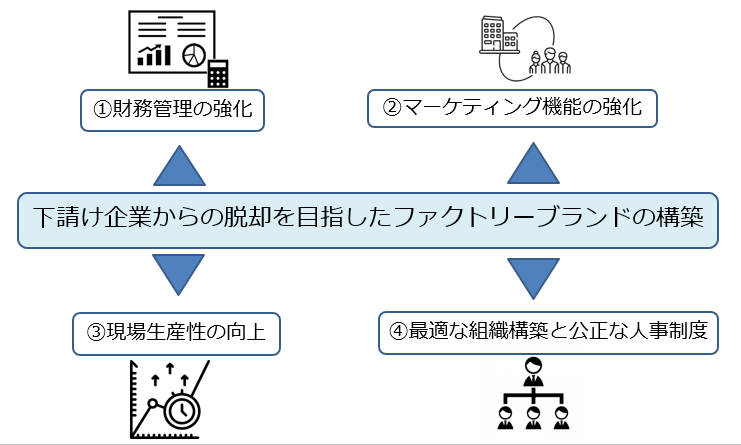 ①財務管理の強化
②マーケティング機能の強化
下請け企業からの脱却を目指したファクトリーブランドの構築
③現場生産性の向上
④最適な組織構築と公正な人事制度